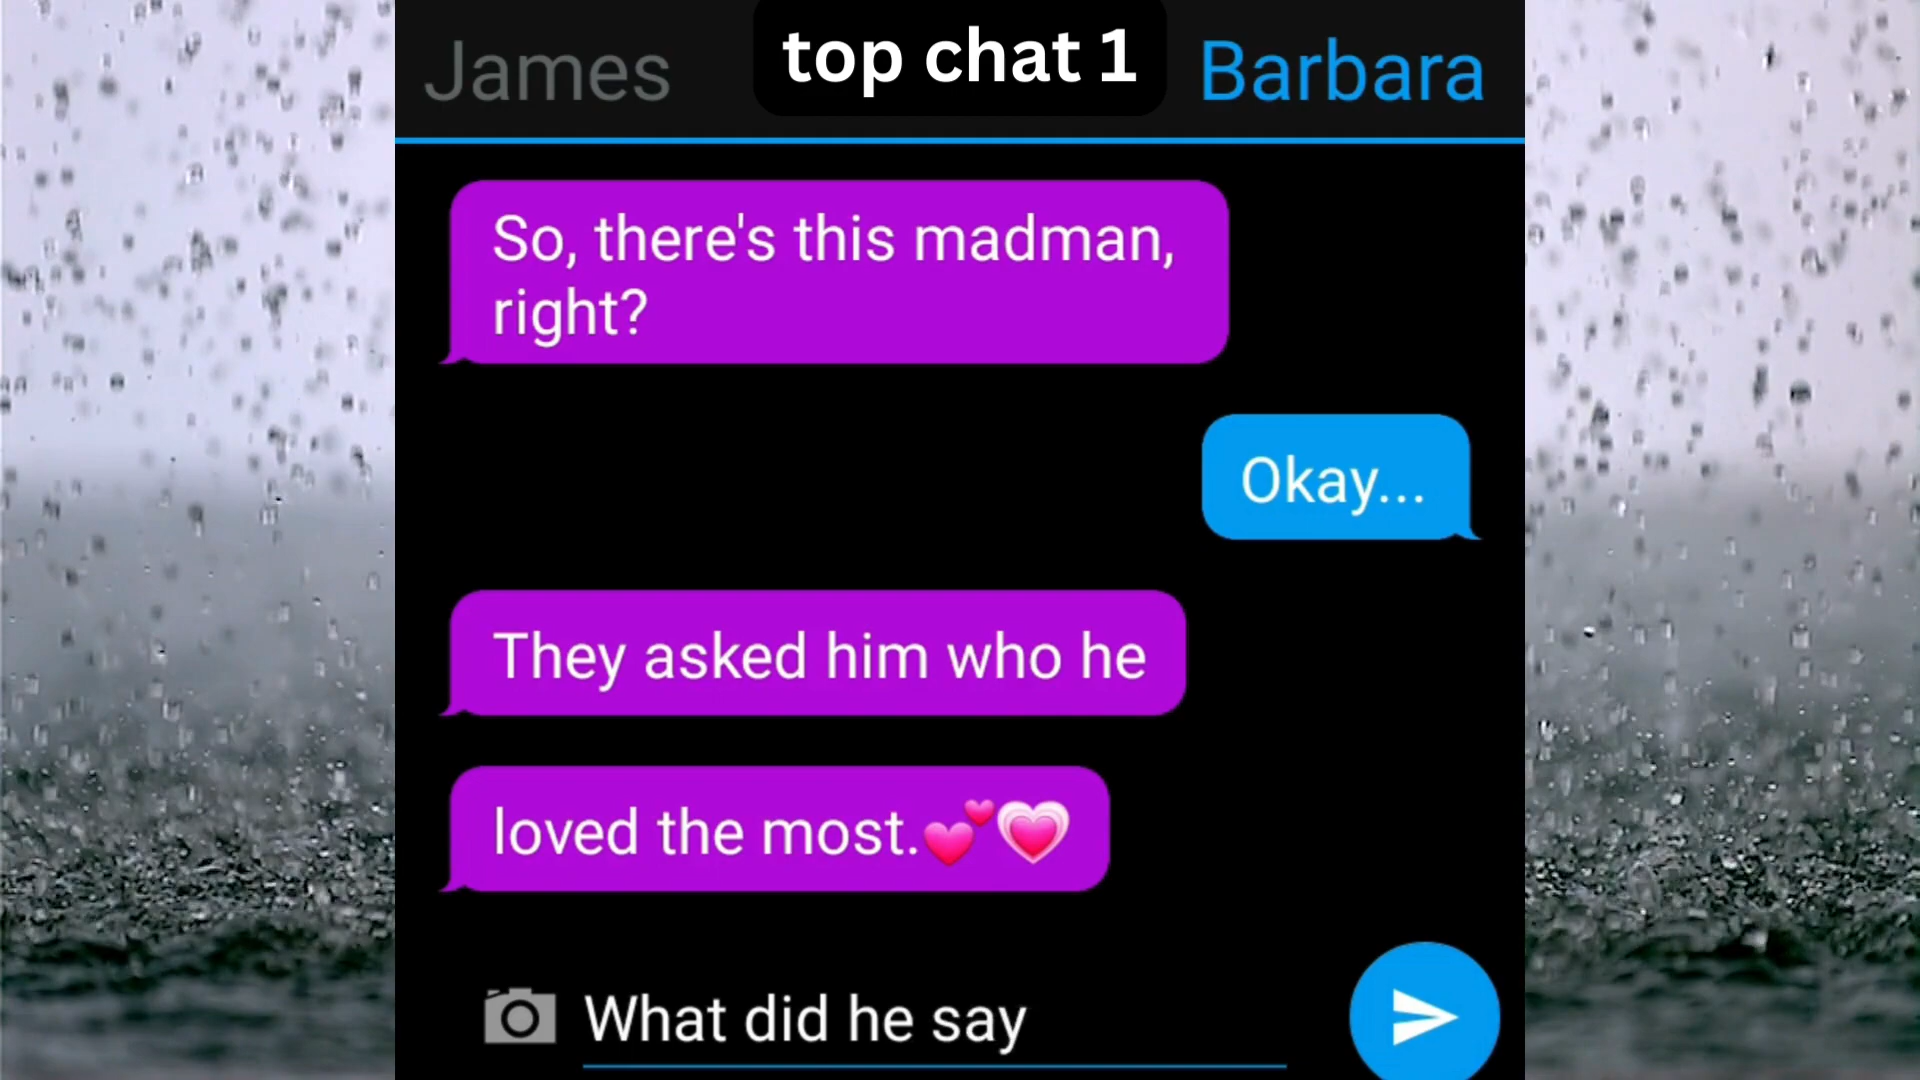 James
top chat 1
Barbara
So, there's this madman,
right?
Okay...
They asked him who he
loved the most.💕💗
What did he say